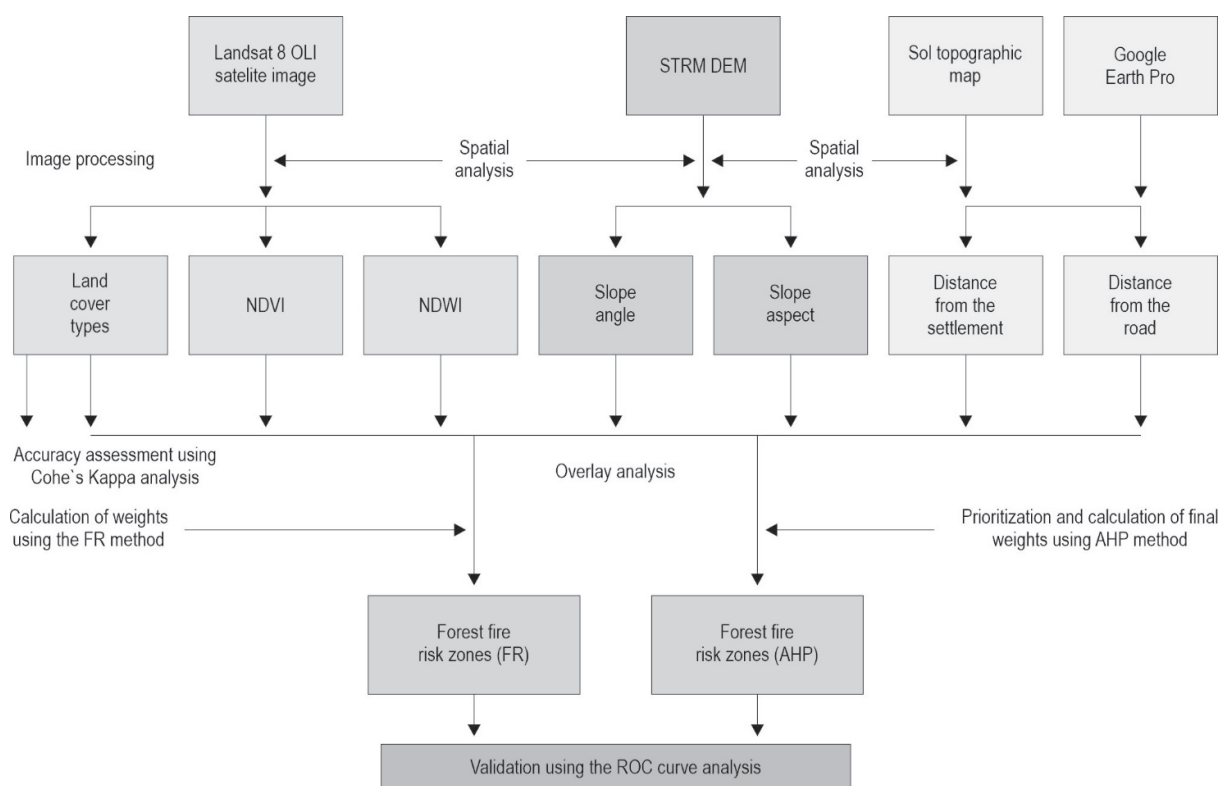 Landsat 8 OLI
satelite image
STRM DEM
Sol topographic
map
Google
Earth Pro
Image processing
Spatial
analysis
Spatial
analysis
Land
cover
types
NDVI
NDWI
Slope
angle
Slope
aspect
Distance
from the
settlement
Distance
from the
road
Accuracy assessment using
Cohe`s Kappa analysis
Overlay analysis
Calculation of weights
using the FR method
Prioritization and calculation of final
weights using AHP method
Forest fire
risk zones (FR)
Forest fire
risk zones (AHP)
Validation using the ROC curve analysis